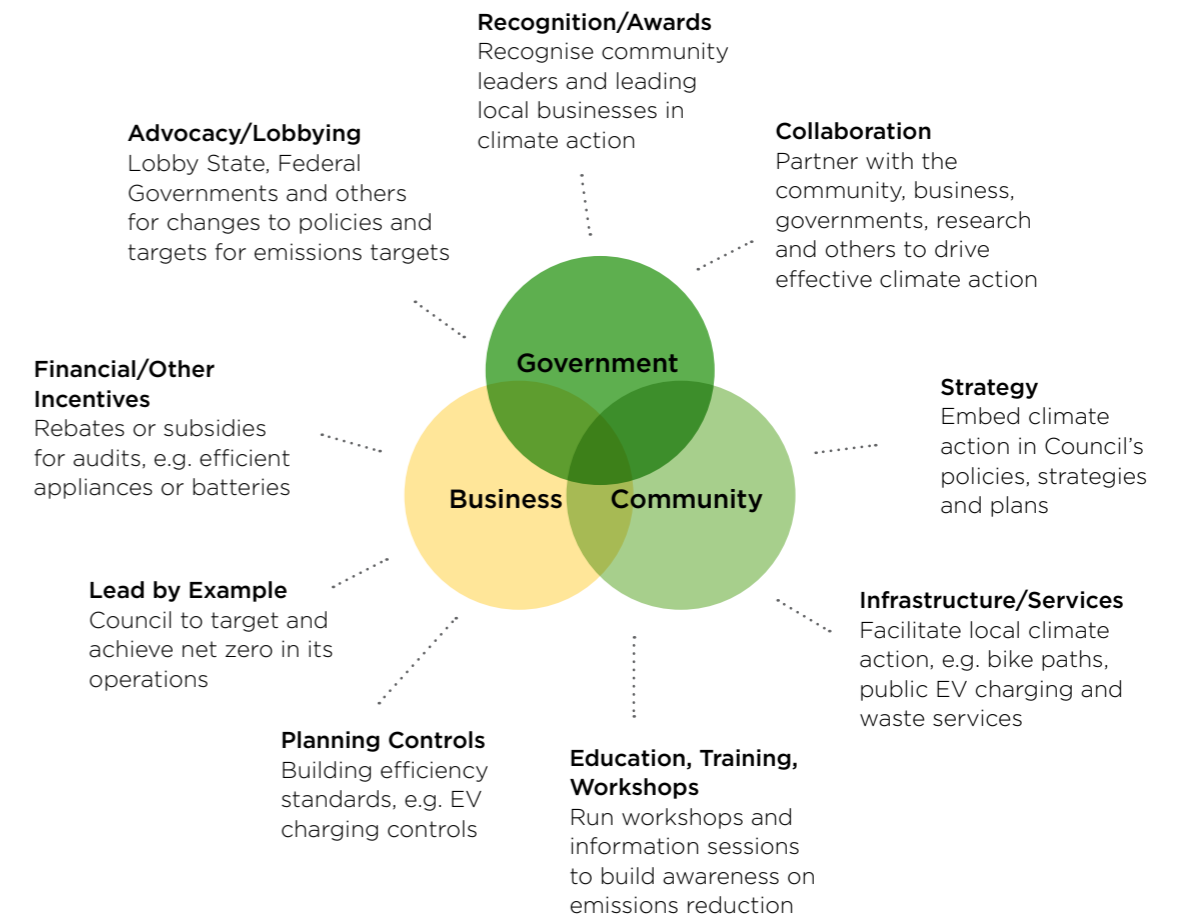 Recognition/Awards
Recognise community
leaders and leading
local businesses in
climate action
Advocacy/Lobbying
Lobby State, Federal
Governments and others
for changes to policies and
targets for emissions targets
Collaboration
Partner with the
community, business,
governments, research
and others to drive
effective climate action
Government
Business
Community
Financial/Other
Incentives
Rebates or subsidies
for audits, e.g. efficient
appliances or batteries
Strategy
Embed climate
action in Council's
policies, strategies
and plans
Lead by Example
Council to target and
achieve net zero in its
operations
Infrastructure/Services
Facilitate local climate
action, e.g. bike paths,
public EV charging and
waste services
Planning Controls
Building efficiency
standards, e.g. EV
charging controls
Education, Training,
Workshops
Run workshops and
information sessions
to build awareness on
emissions reduction